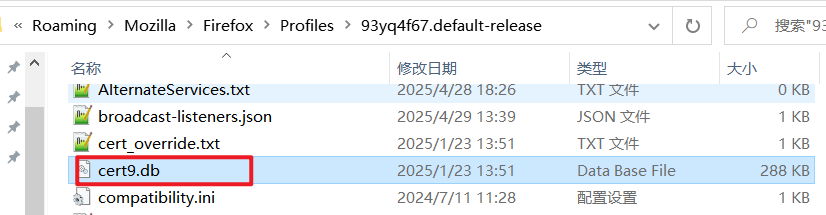 « Roaming › Mozilla › Firefox › Profiles › 93yq4f67.default-release 搜索"93
名称 修改日期 类型 大小
AlternateServices.txt 2025/4/28 18:26 TXT 文件 0 KB
broadcast-listeners.json 2025/4/29 13:39 JSON 文件 1 KB
cert_override.txt 2025/1/23 13:51 TXT 文件 1 KB
cert9.db 2025/1/23 13:51 Data Base File 288 KB
compatibility.ini 2024/7/11 11:28 配置设置 1 KB